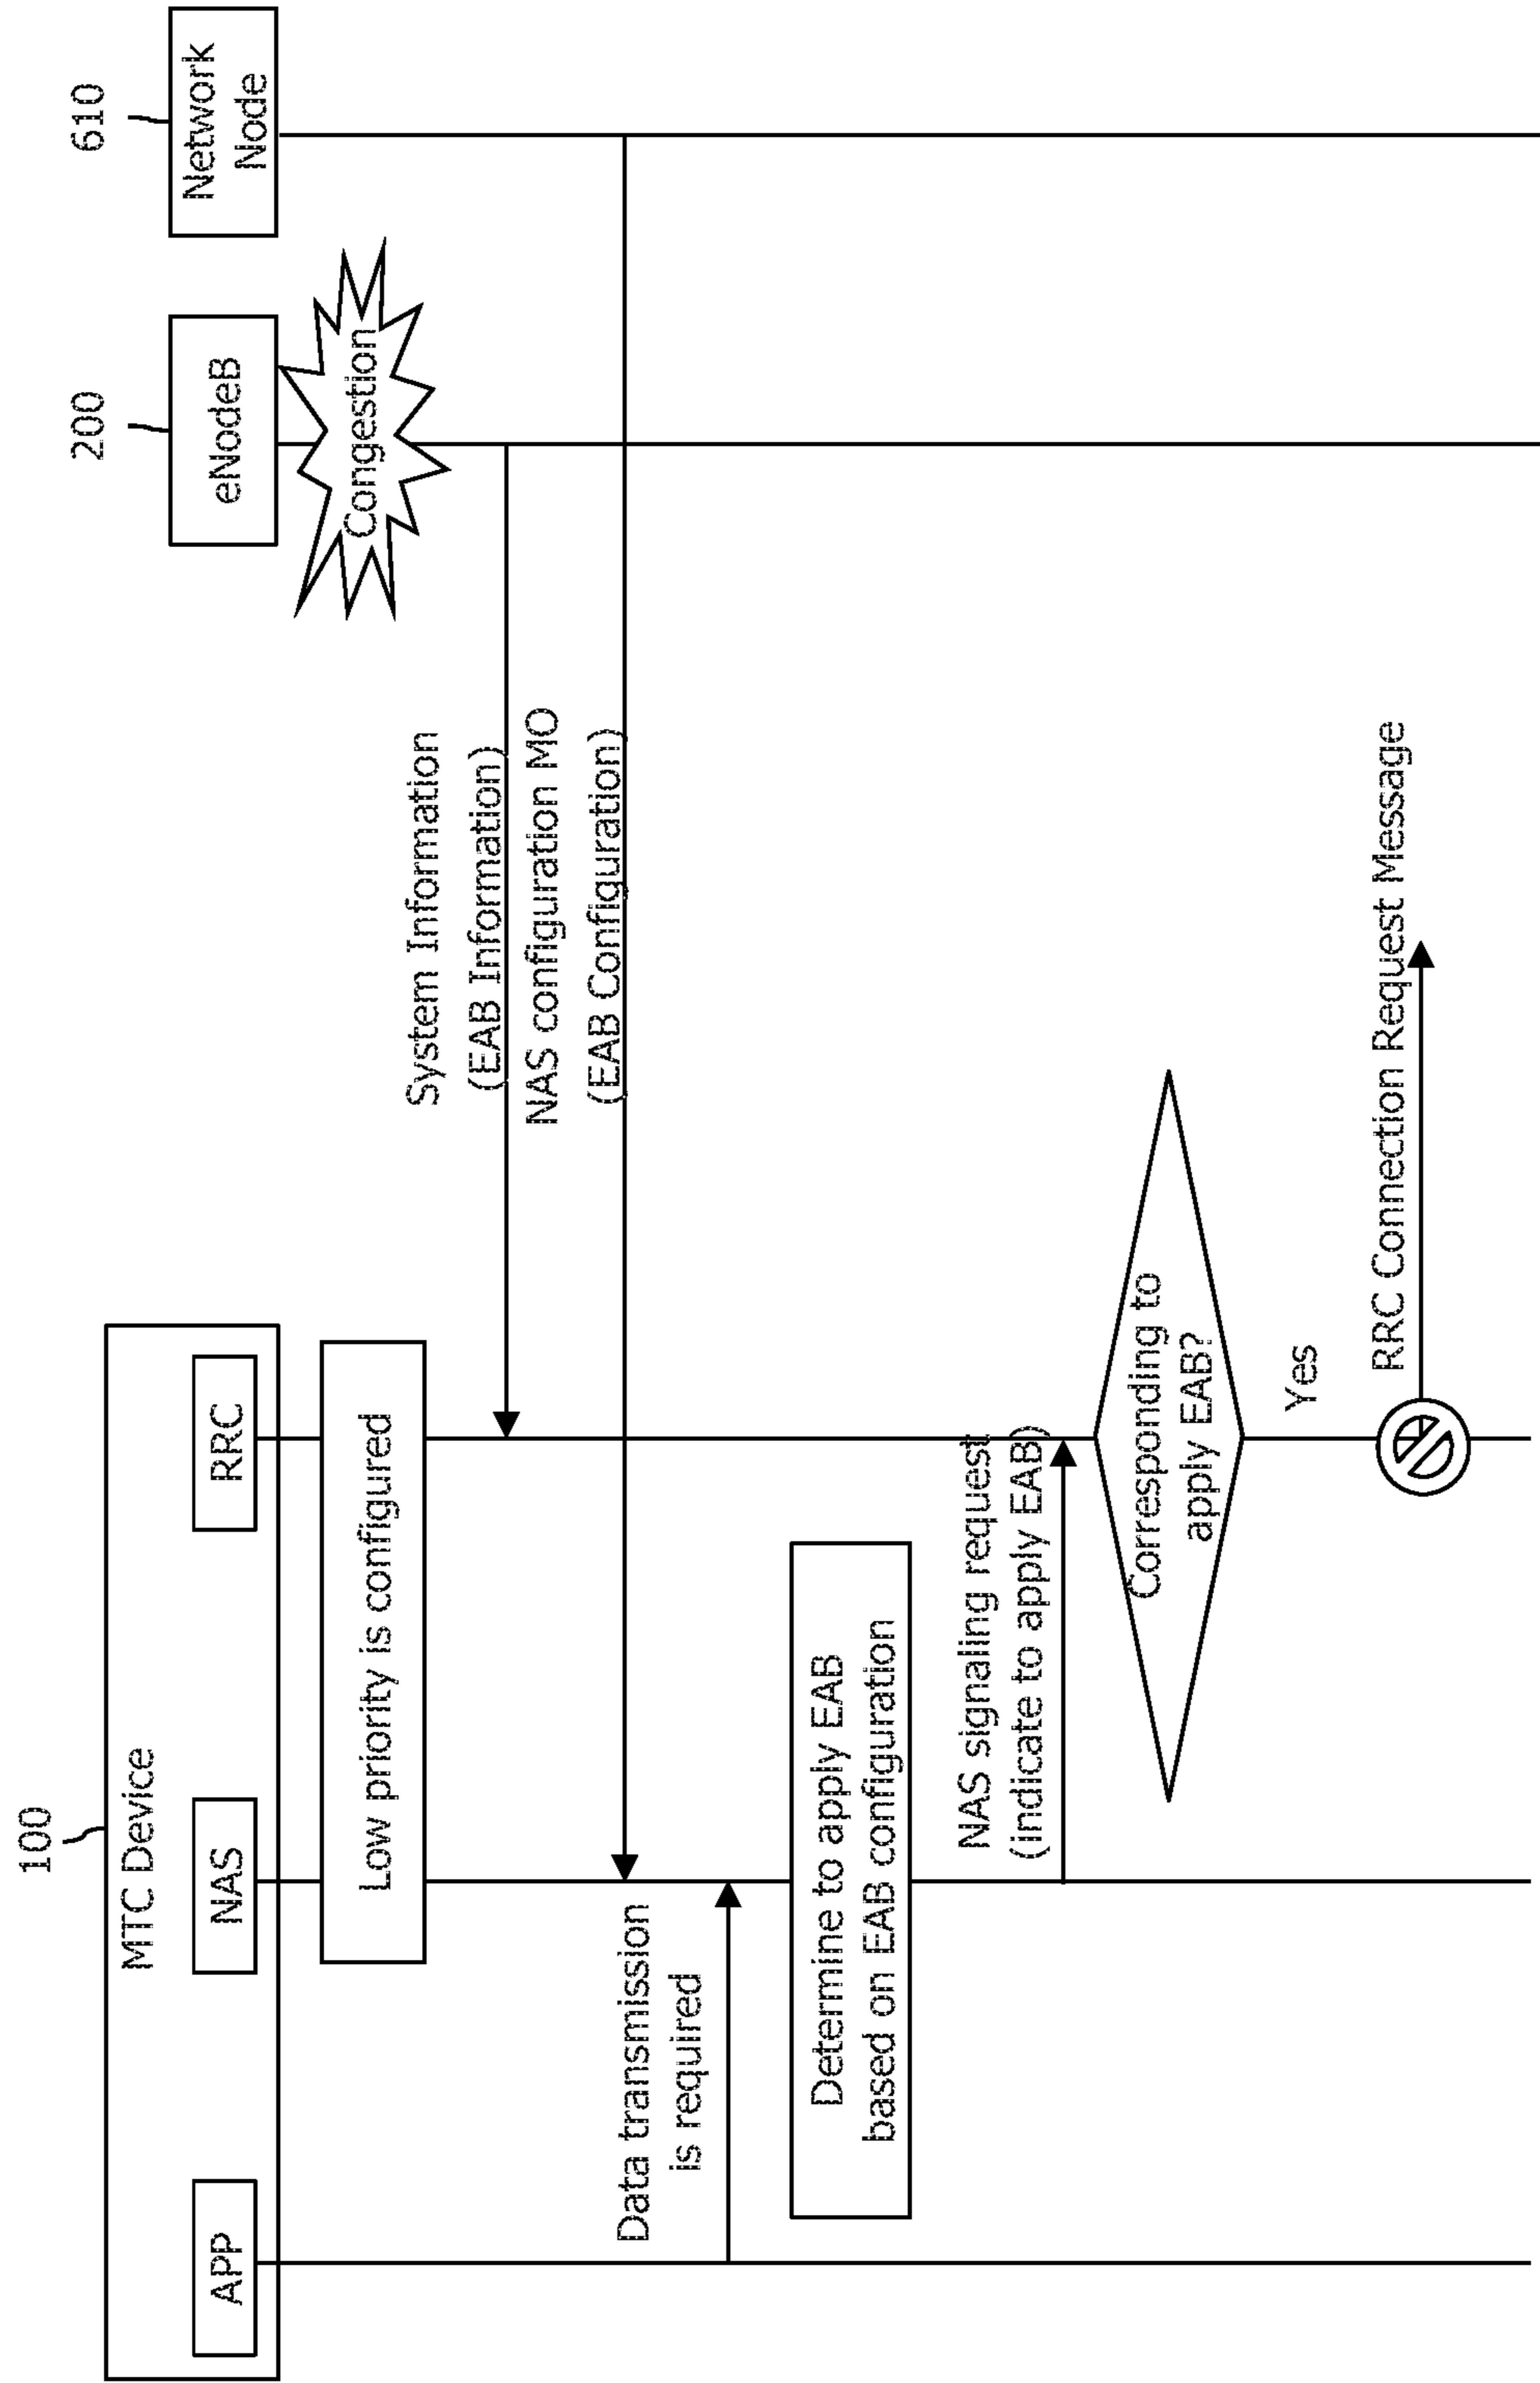 100
MTC Device
APP
NAS
RRC
200
eNodeB
610
Network
Node
Low priority is configured
Congestion
System Information
(EAB Information)
NAS configuration MO
(EAB Configuration)
Data transmission
is required
Determine to apply EAB
based on EAB configuration
NAS signaling request
(indicate to apply EAB)
Corresponding to
apply EAB?
Yes
RRC Connection Request Message